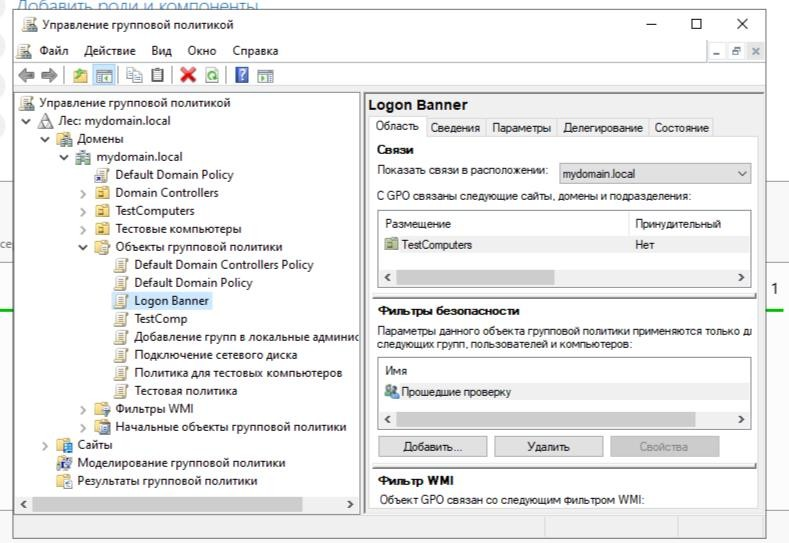 Добавить роли и компоненты
Управление групповой политикой
Файл Действие Вид Окно Справка
Управление групповой политикой
Лес: mydomain.local
Домены
mydomain.local
Default Domain Policy
Domain Controllers
TestComputers
Тестовые компьютеры
Объекты групповой политики
Default Domain Controllers Policy
Default Domain Policy
Logon Banner
TestComp
Добавление групп в локальные админис
Подключение сетевого диска
Политика для тестовых компьютеров
Тестовая политика
Фильтры WMI
Начальные объекты групповой политики
Сайты
Моделирование групповой политики
Результаты групповой политики
Logon Banner
Область Сведения Параметры Делегирование Состояние
Связи
Показать связи в расположении: mydomain.local
С GPO связаны следующие сайты, домены и подразделения:
Размещение Принудительный
TestComputers Нет
Фильтры безопасности
Параметры данного объекта групповой политики применяются только дл
следующих групп, пользователей и компьютеров:
Имя
Прошедшие проверку
Добавить... Удалить Свойства
Фильтр WMI
Объект GPO связан со следующим фильтром WMI:
1